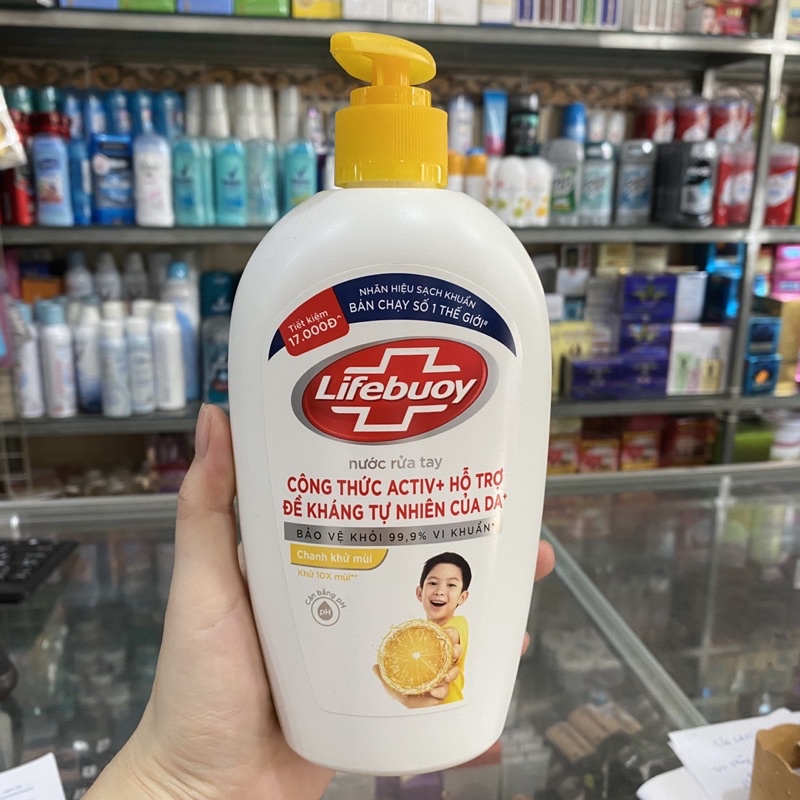 NHÃN HIỆU SẠCH KHUẨN
BÁN CHẠY SỐ 1 THẾ GIỚI#
Tiết kiệm
17.000Đ^
Lifebuoy
nước rửa tay
CÔNG THỨC ACTIV+ HỖ TRỢ
ĐỀ KHÁNG TỰ NHIÊN CỦA DA+
BẢO VỆ KHỎI 99,9% VI KHUẨN*
Chanh khử mùi
Khử 10X mùi**
Cân bằng pH
pH